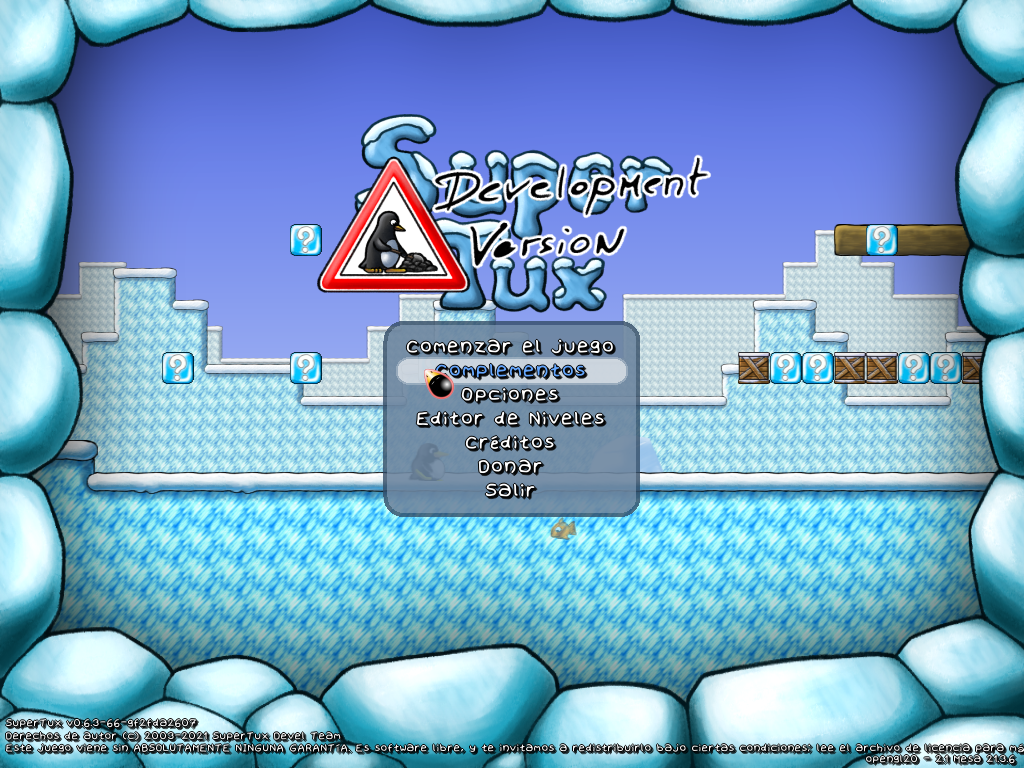 Super
Development
Version
Tux
Comenzar el juego
Complementos
Opciones
Editor de Niveles
Créditos
Donar
Salir
SuperTux v0.6.3-66-gf2fda2607
Derechos de autor (c) 2003-2021 SuperTux Devel Team
Este juego viene sin ABSOLUTAMENTE NINGUNA GARANTÍA. Es software libre, y te invitamos a redistribuirlo bajo ciertas condiciones; lee el archivo de licencia para má
opengl20 - 2.1 Mesa 21.3.6